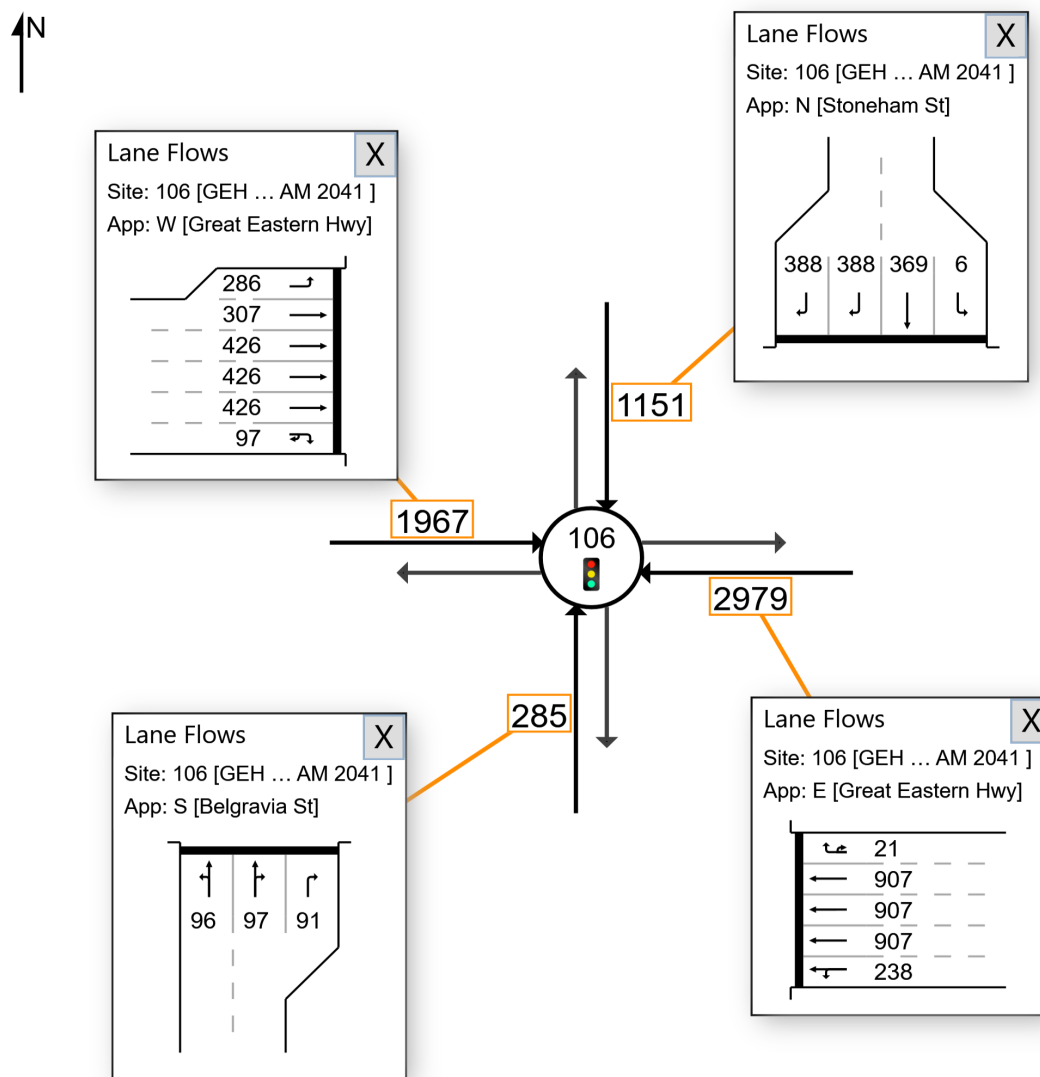 N
Lane Flows X
Site: 106 [GEH ... AM 2041 ]
App: N [Stoneham St]
388 388 369 6
Lane Flows X
Site: 106 [GEH ... AM 2041 ]
App: W [Great Eastern Hwy]
286
307
426
426
426
97
1151
1967
106
2979
285
Lane Flows X
Site: 106 [GEH ... AM 2041 ]
App: S [Belgravia St]
96 97 91
Lane Flows X
Site: 106 [GEH ... AM 2041 ]
App: E [Great Eastern Hwy]
21
907
907
907
238